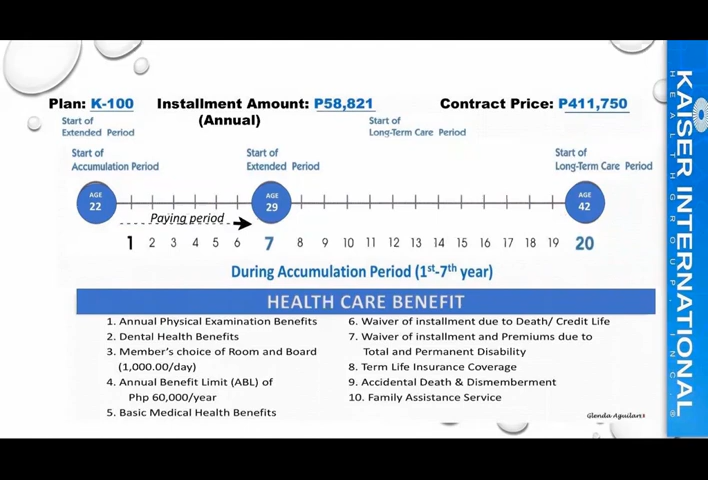 Plan: K-100 Installment Amount: P58,821 Contract Price: P411,750
(Annual)
Start of
Extended Period
Start of
Long-Term Care Period
Start of
Accumulation Period
Start of
Extended Period
Start of
Long-Term Care Period
AGE
22
AGE
29
AGE
42
Paying period
1 2 3 4 5 6 7 8 9 10 11 12 13 14 15 16 17 18 19 20
During Accumulation Period (1st-7th year)
HEALTH CARE BENEFIT
1. Annual Physical Examination Benefits
2. Dental Health Benefits
3. Member's choice of Room and Board
(1,000.00/day)
4. Annual Benefit Limit (ABL) of
Php 60,000/year
5. Basic Medical Health Benefits
6. Waiver of installment due to Death/ Credit Life
7. Waiver of installment and Premiums due to
Total and Permanent Disability
8. Term Life Insurance Coverage
9. Accidental Death & Dismemberment
10. Family Assistance Service
KAISER INTERNATIONAL
HEALTHGROUP, INC.®